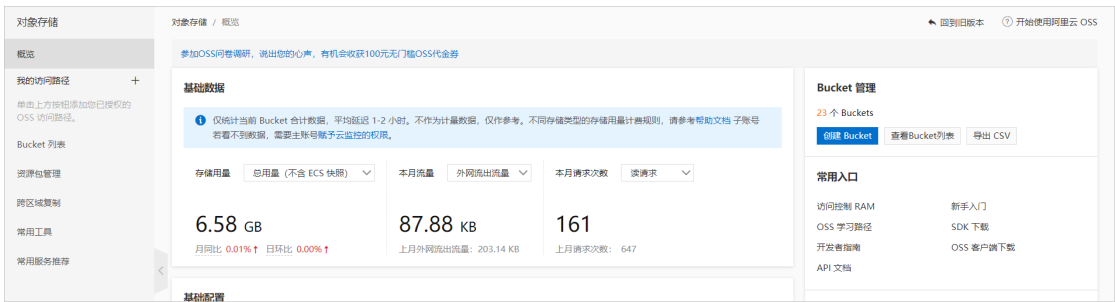 对象存储
概览
我的访问路径 +
单击上方按钮添加您已授权的
OSS 访问路径。
Bucket 列表
资源包管理
跨区域复制
常用工具
常用服务推荐
对象存储 / 概览
回到旧版本
开始使用阿里云 OSS
参加OSS问卷调研，说出您的心声，有机会收获100元无门槛OSS代金券
基础数据
仅统计当前 Bucket 合计数据，平均延迟 1-2 小时。不作为计量数据，仅作参考。不同存储类型的存储用量计费规则，请参考帮助文档 子账号
若看不到数据，需要主账号赋予云监控的权限。
存储用量 总用量（不含 ECS 快照）
6.58 GB
月同比 0.01%↑ 日环比 0.00%↑
本月流量 外网流出流量
87.88 KB
上月外网流出流量：203.14 KB
本月请求次数 读请求
161
上月请求次数： 647
基础配置
Bucket 管理
23 个 Buckets
创建 Bucket 查看Bucket列表 导出 CSV
常用入口
访问控制 RAM 新手入门
OSS 学习路径 SDK 下载
开发者指南 OSS 客户端下载
API 文档